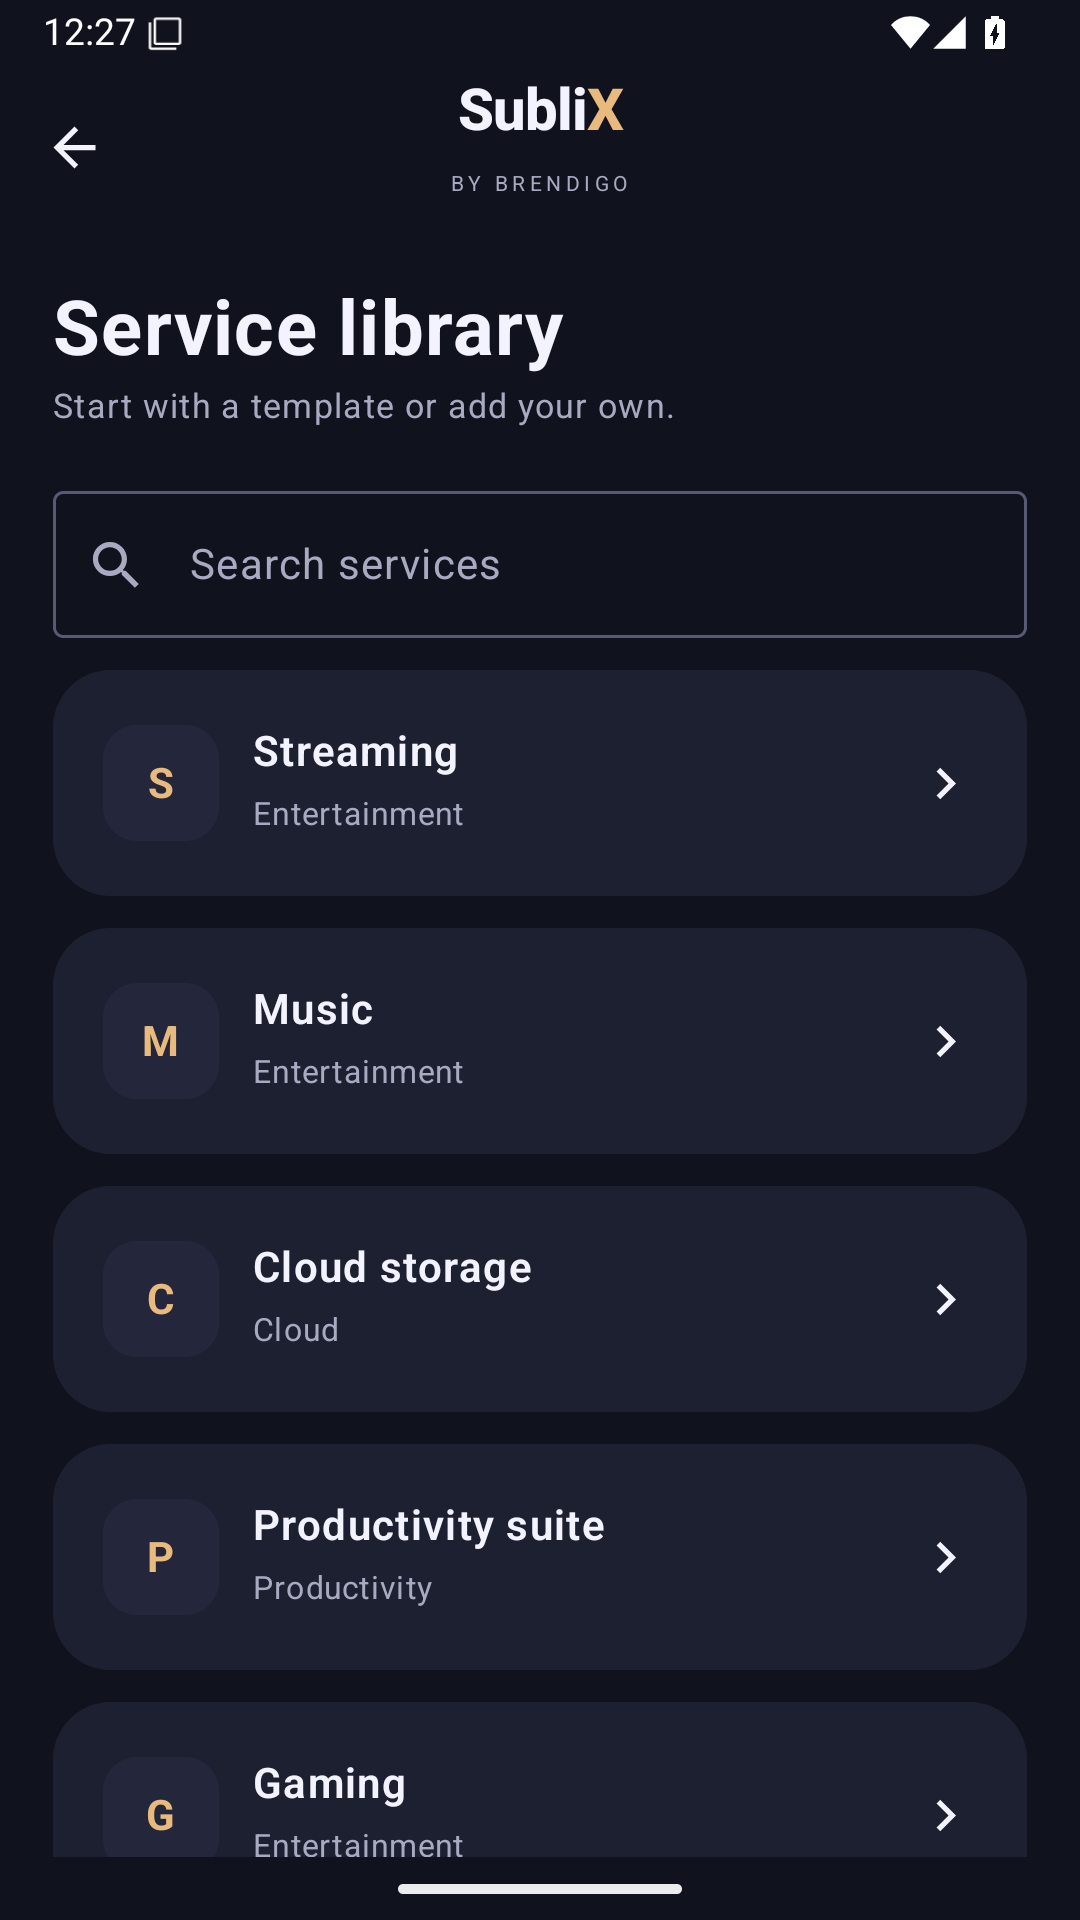 12:27
SubliX
BY BRENDIGO
Service library
Start with a template or add your own.
Search services
S
Streaming
Entertainment
M
Music
Entertainment
C
Cloud storage
Cloud
P
Productivity suite
Productivity
G
Gaming
Entertainment